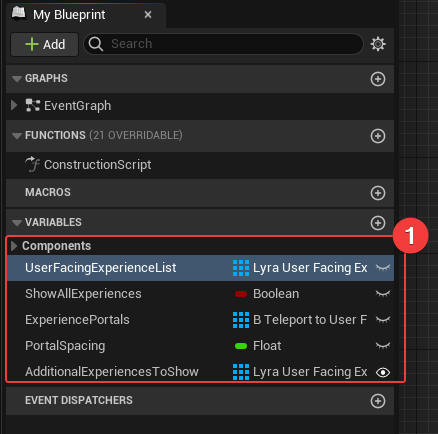 My Blueprint
Add
Search
GRAPHS
EventGraph
FUNCTIONS (21 OVERRIDABLE)
ConstructionScript
MACROS
VARIABLES
1
Components
UserFacingExperienceList Lyra User Facing Ex
ShowAllExperiences Boolean
ExperiencePortals B Teleport to User F
PortalSpacing Float
AdditionalExperiencesToShow Lyra User Facing Ex
EVENT DISPATCHERS